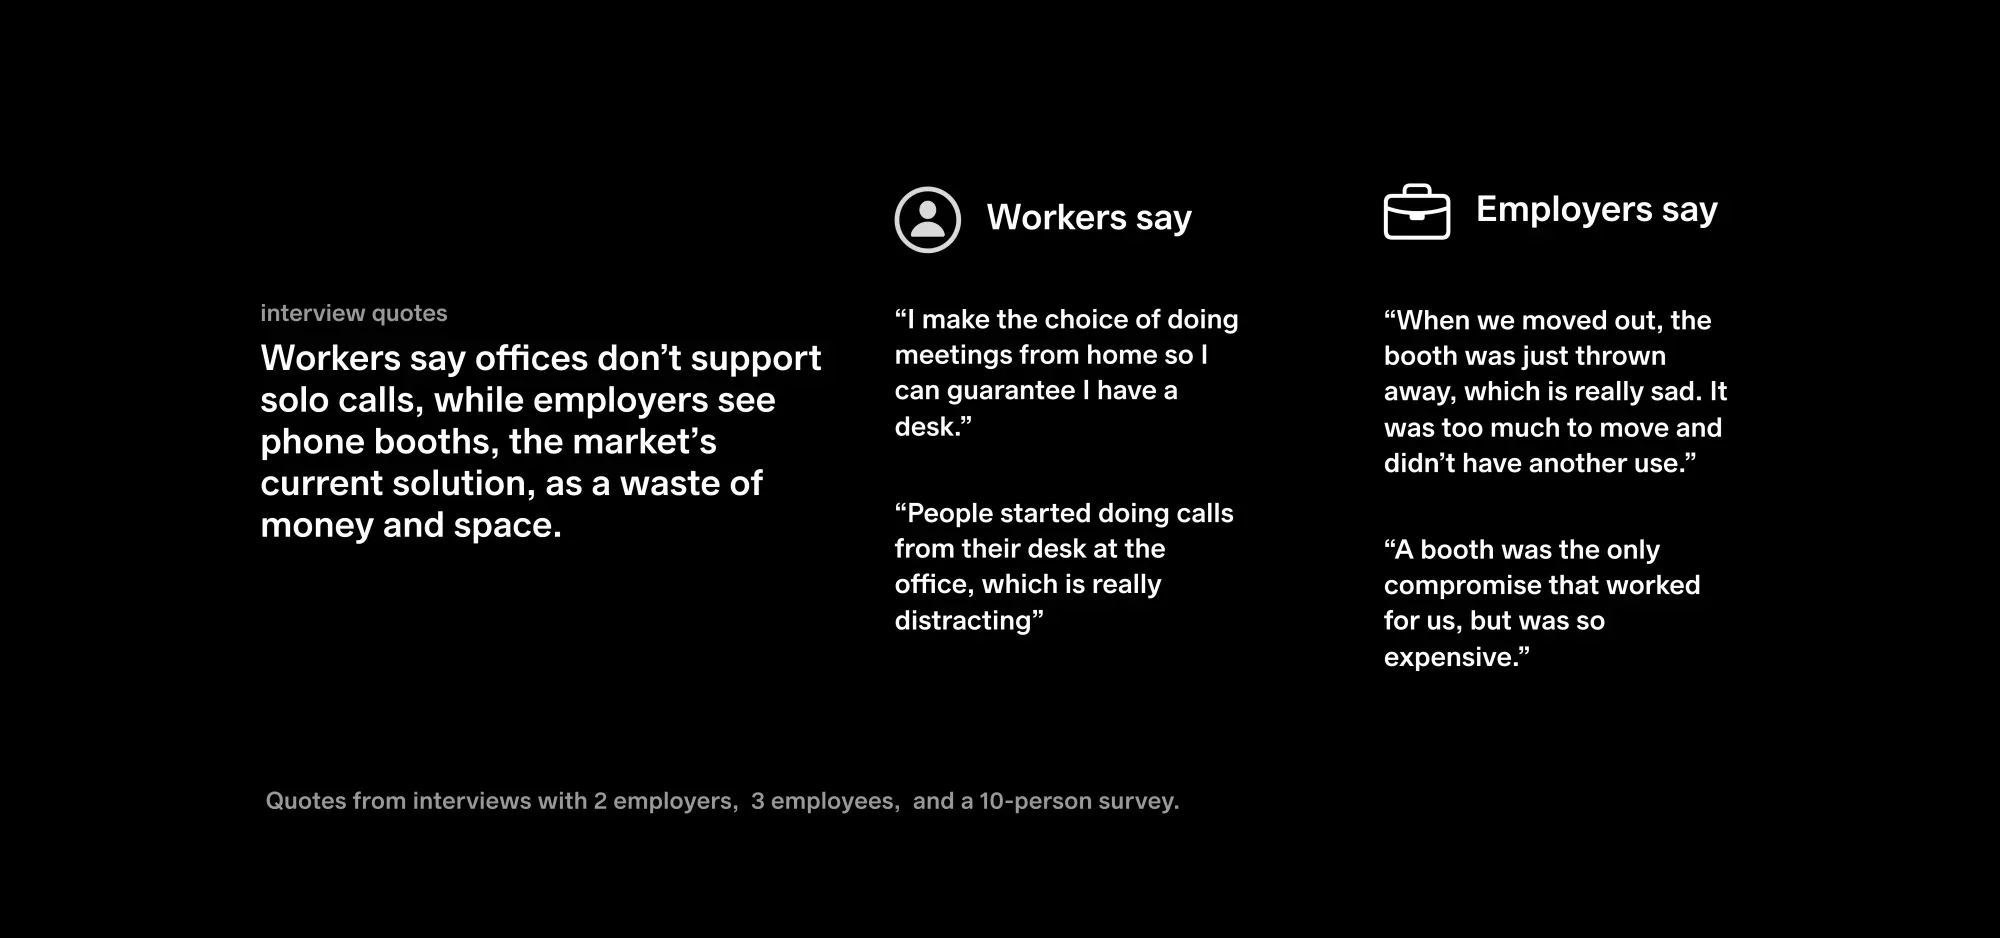 interview quotes
Workers say offices don’t support
solo calls, while employers see
phone booths, the market’s
current solution, as a waste of
money and space.
Workers say
“I make the choice of doing
meetings from home so I
can guarantee I have a
desk.”
“People started doing calls
from their desk at the
office, which is really
distracting”
Employers say
“When we moved out, the
booth was just thrown
away, which is really sad. It
was too much to move and
didn’t have another use.”
“A booth was the only
compromise that worked
for us, but was so
expensive.”
Quotes from interviews with 2 employers,  3 employees,  and a 10-person survey.